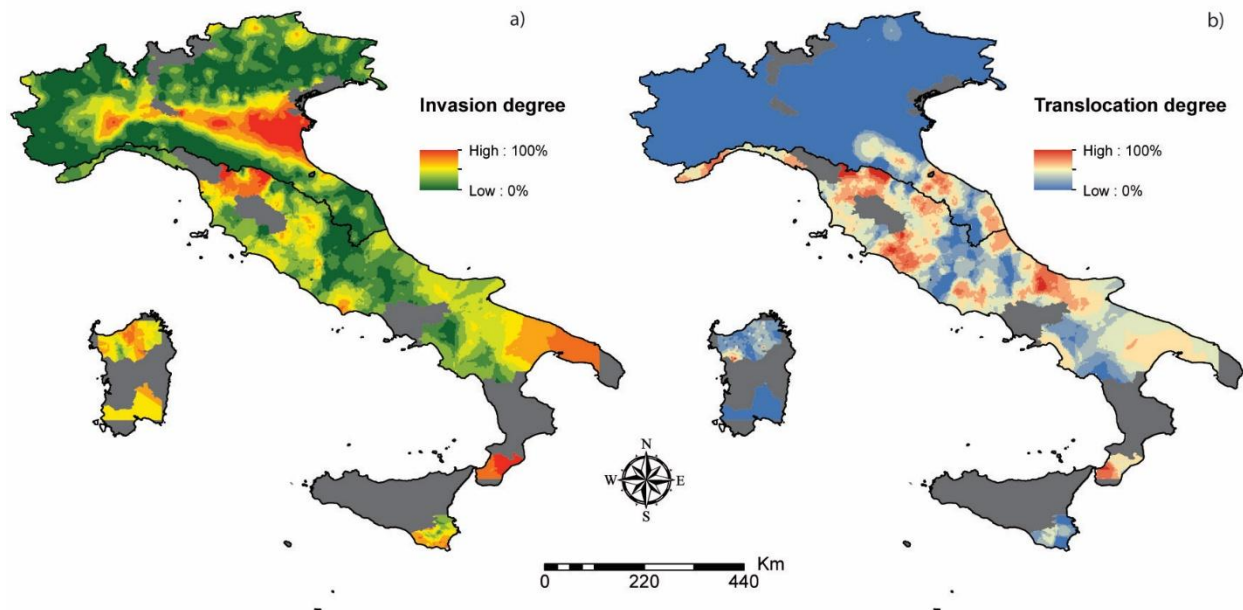 a)
Invasion degree
High : 100%
Low : 0%
b)
Translocation degree
High : 100%
Low : 0%
N
W E
S
Km
0 220 440